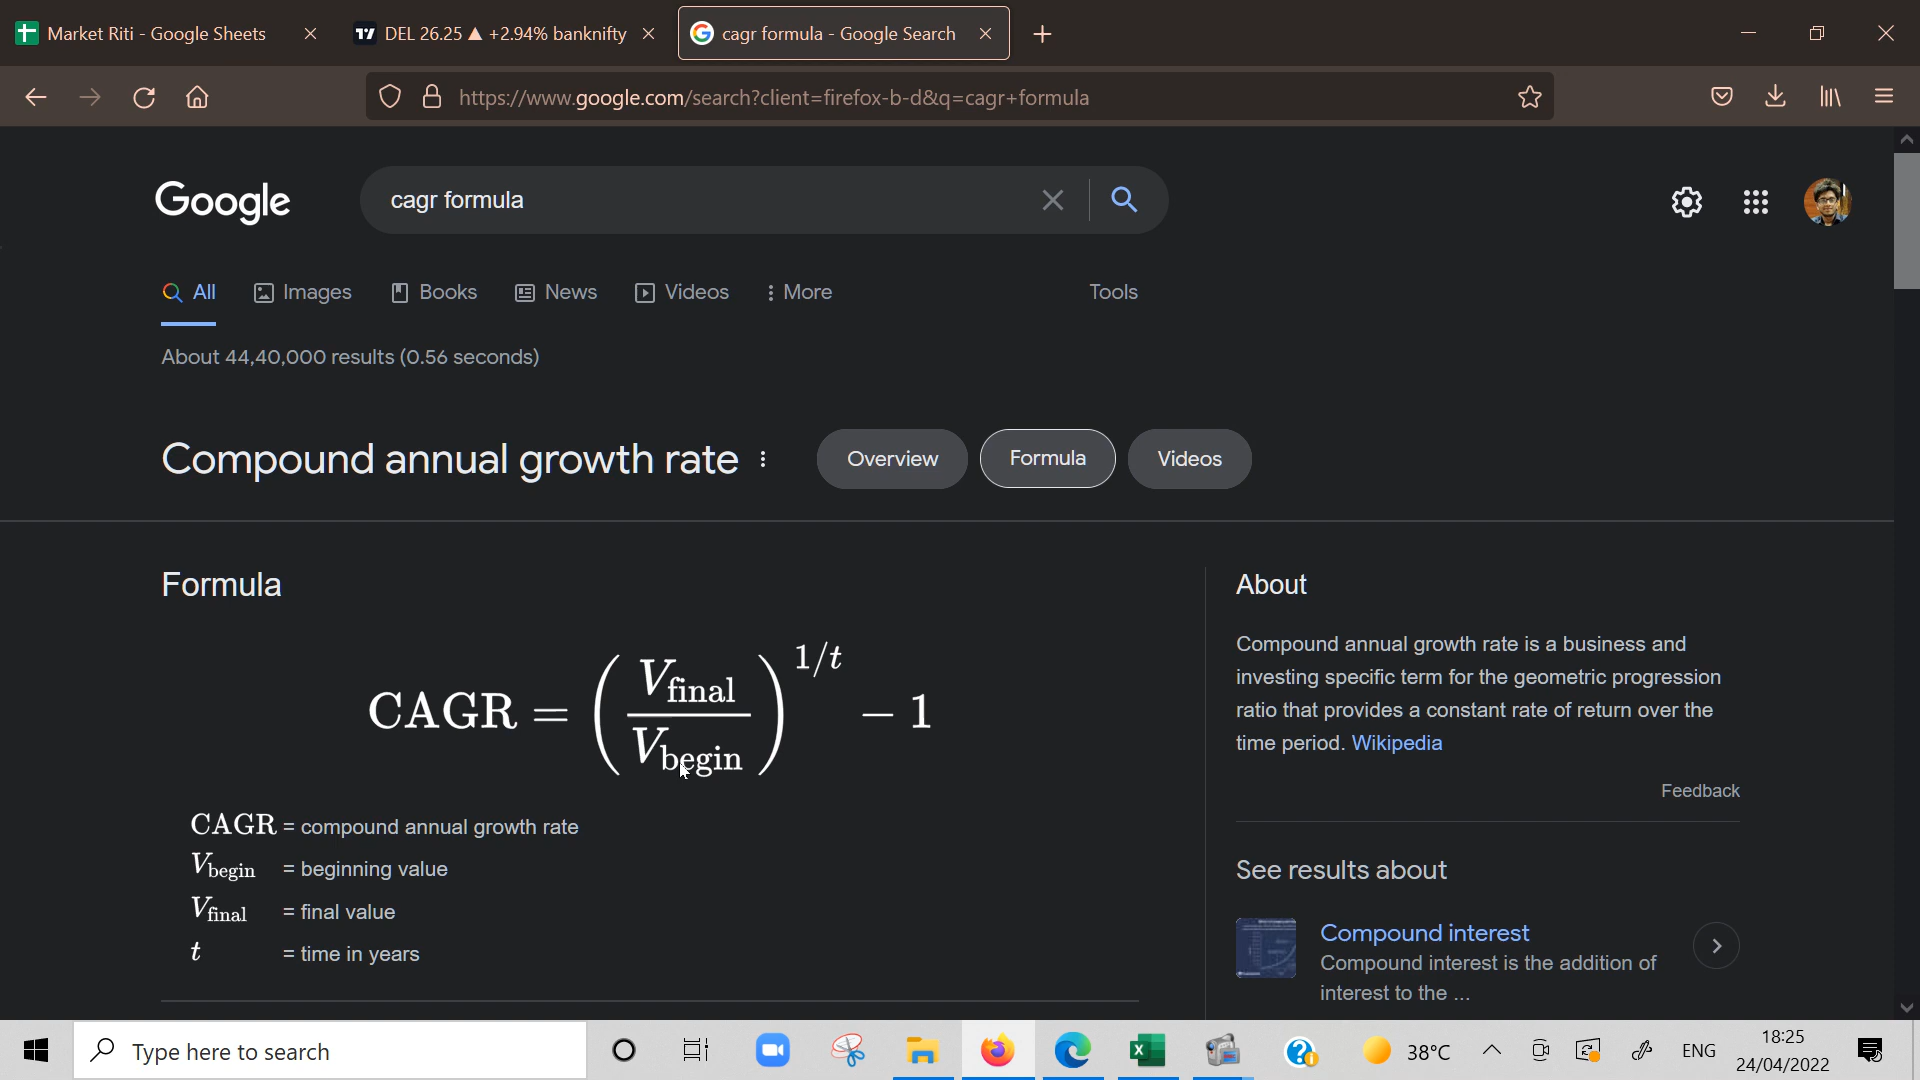 Market Riti - Google Sheets
DEL 26.25 ▲ +2.94% banknifty
cagr formula - Google Search
https://www.google.com/search?client=firefox-b-d&q=cagr+formula
Google
cagr formula
All
Images
Books
News
Videos
More
Tools
About 44,40,000 results (0.56 seconds)
Compound annual growth rate
Overview
Formula
Videos
Formula
CAGR = (V_final / V_begin)^1/t − 1
CAGR = compound annual growth rate
V_begin = beginning value
V_final = final value
t = time in years
About
Compound annual growth rate is a business and
investing specific term for the geometric progression
ratio that provides a constant rate of return over the
time period. Wikipedia
Feedback
See results about
Compound interest
Compound interest is the addition of
interest to the ...
Type here to search
38°C
ENG
18:25
24/04/2022